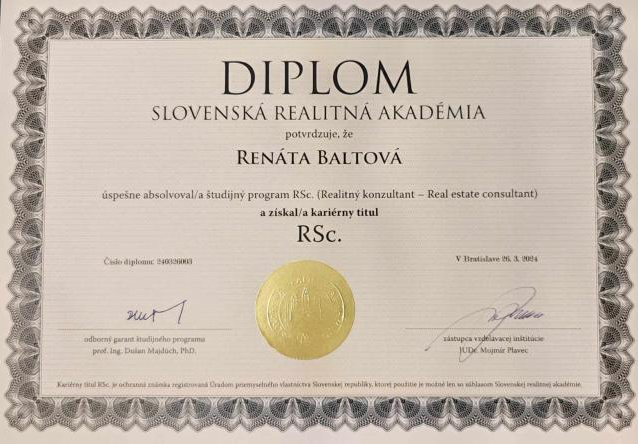 DIPLOM
SLOVENSKÁ REALITNÁ AKADÉMIA
potvrdzuje, že
RENÁTA BALTOVÁ
úspešne absolvoval/a študijný program RSc. (Realitný konzultant – Real estate consultant)
a získal/a kariérny titul
RSc.
Číslo diplomu: 240326003
V Bratislave 26. 3. 2024
odborný garant študijného programu
prof. Ing. Dušan Majdúch, PhD.
zástupca vzdelávacej inštitúcie
JUDr. Mojmír Plavec
Kariérny titul RSc. je ochranná známka registrovaná Úradom priemyselného vlastníctva Slovenskej republiky, ktorej použitie je možné len so súhlasom Slovenskej realitnej akadémie.